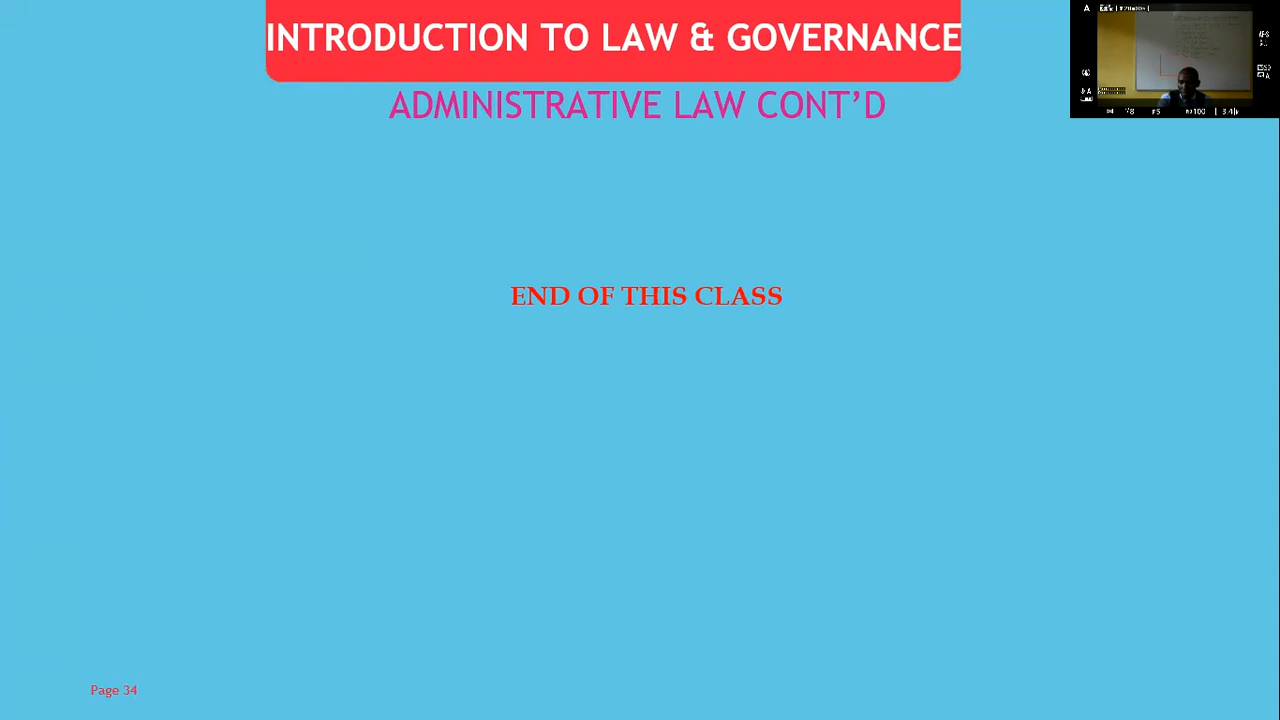 INTRODUCTION TO LAW & GOVERNANCE
ADMINISTRATIVE LAW CONT’D
END OF THIS CLASS
Page 34